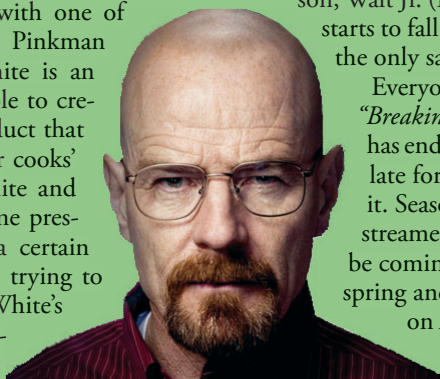 with one of
Pinkman
ite is an
le to cre-
duct that
cooks'
ite and
ne pres-
a certain
trying to
White's
son, Walt Jr. (
starts to fall
the only sa
Everyo
"Breakin
has end
late for
it. Seas
streame
be comin
spring and
on